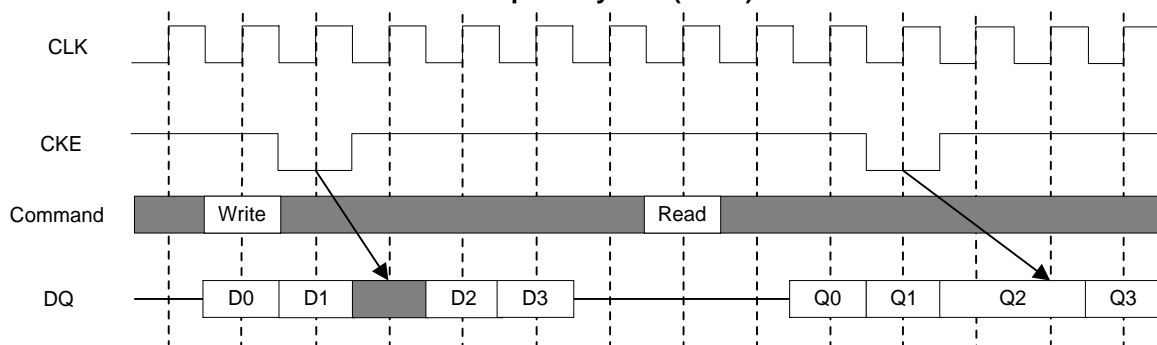 CLK
CKE
Command Write Read
DQ D0 D1 D2 D3 Q0 Q1 Q2 Q3